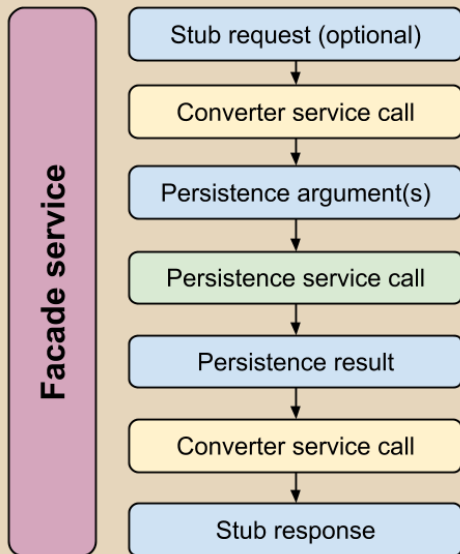 Facade service
Stub request (optional)
Converter service call
Persistence argument(s)
Persistence service call
Persistence result
Converter service call
Stub response